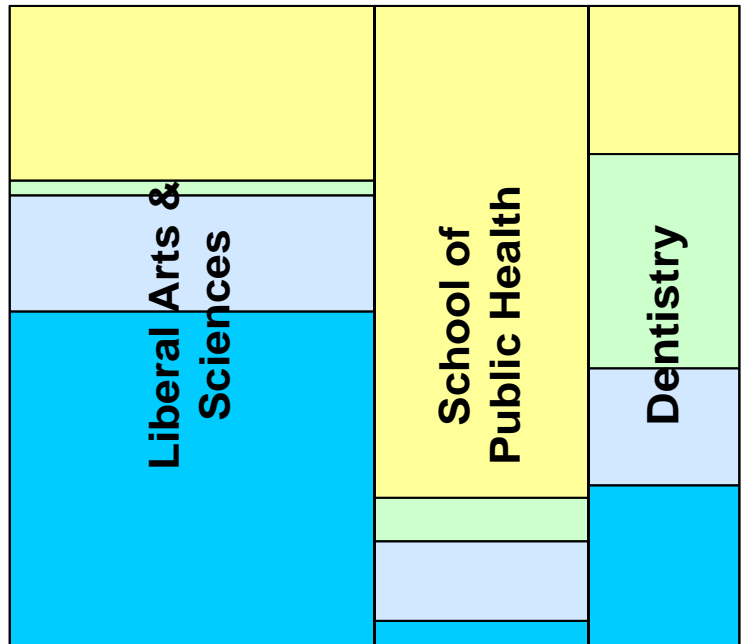 Liberal Arts &
Sciences
School of
Public Health
Dentistry